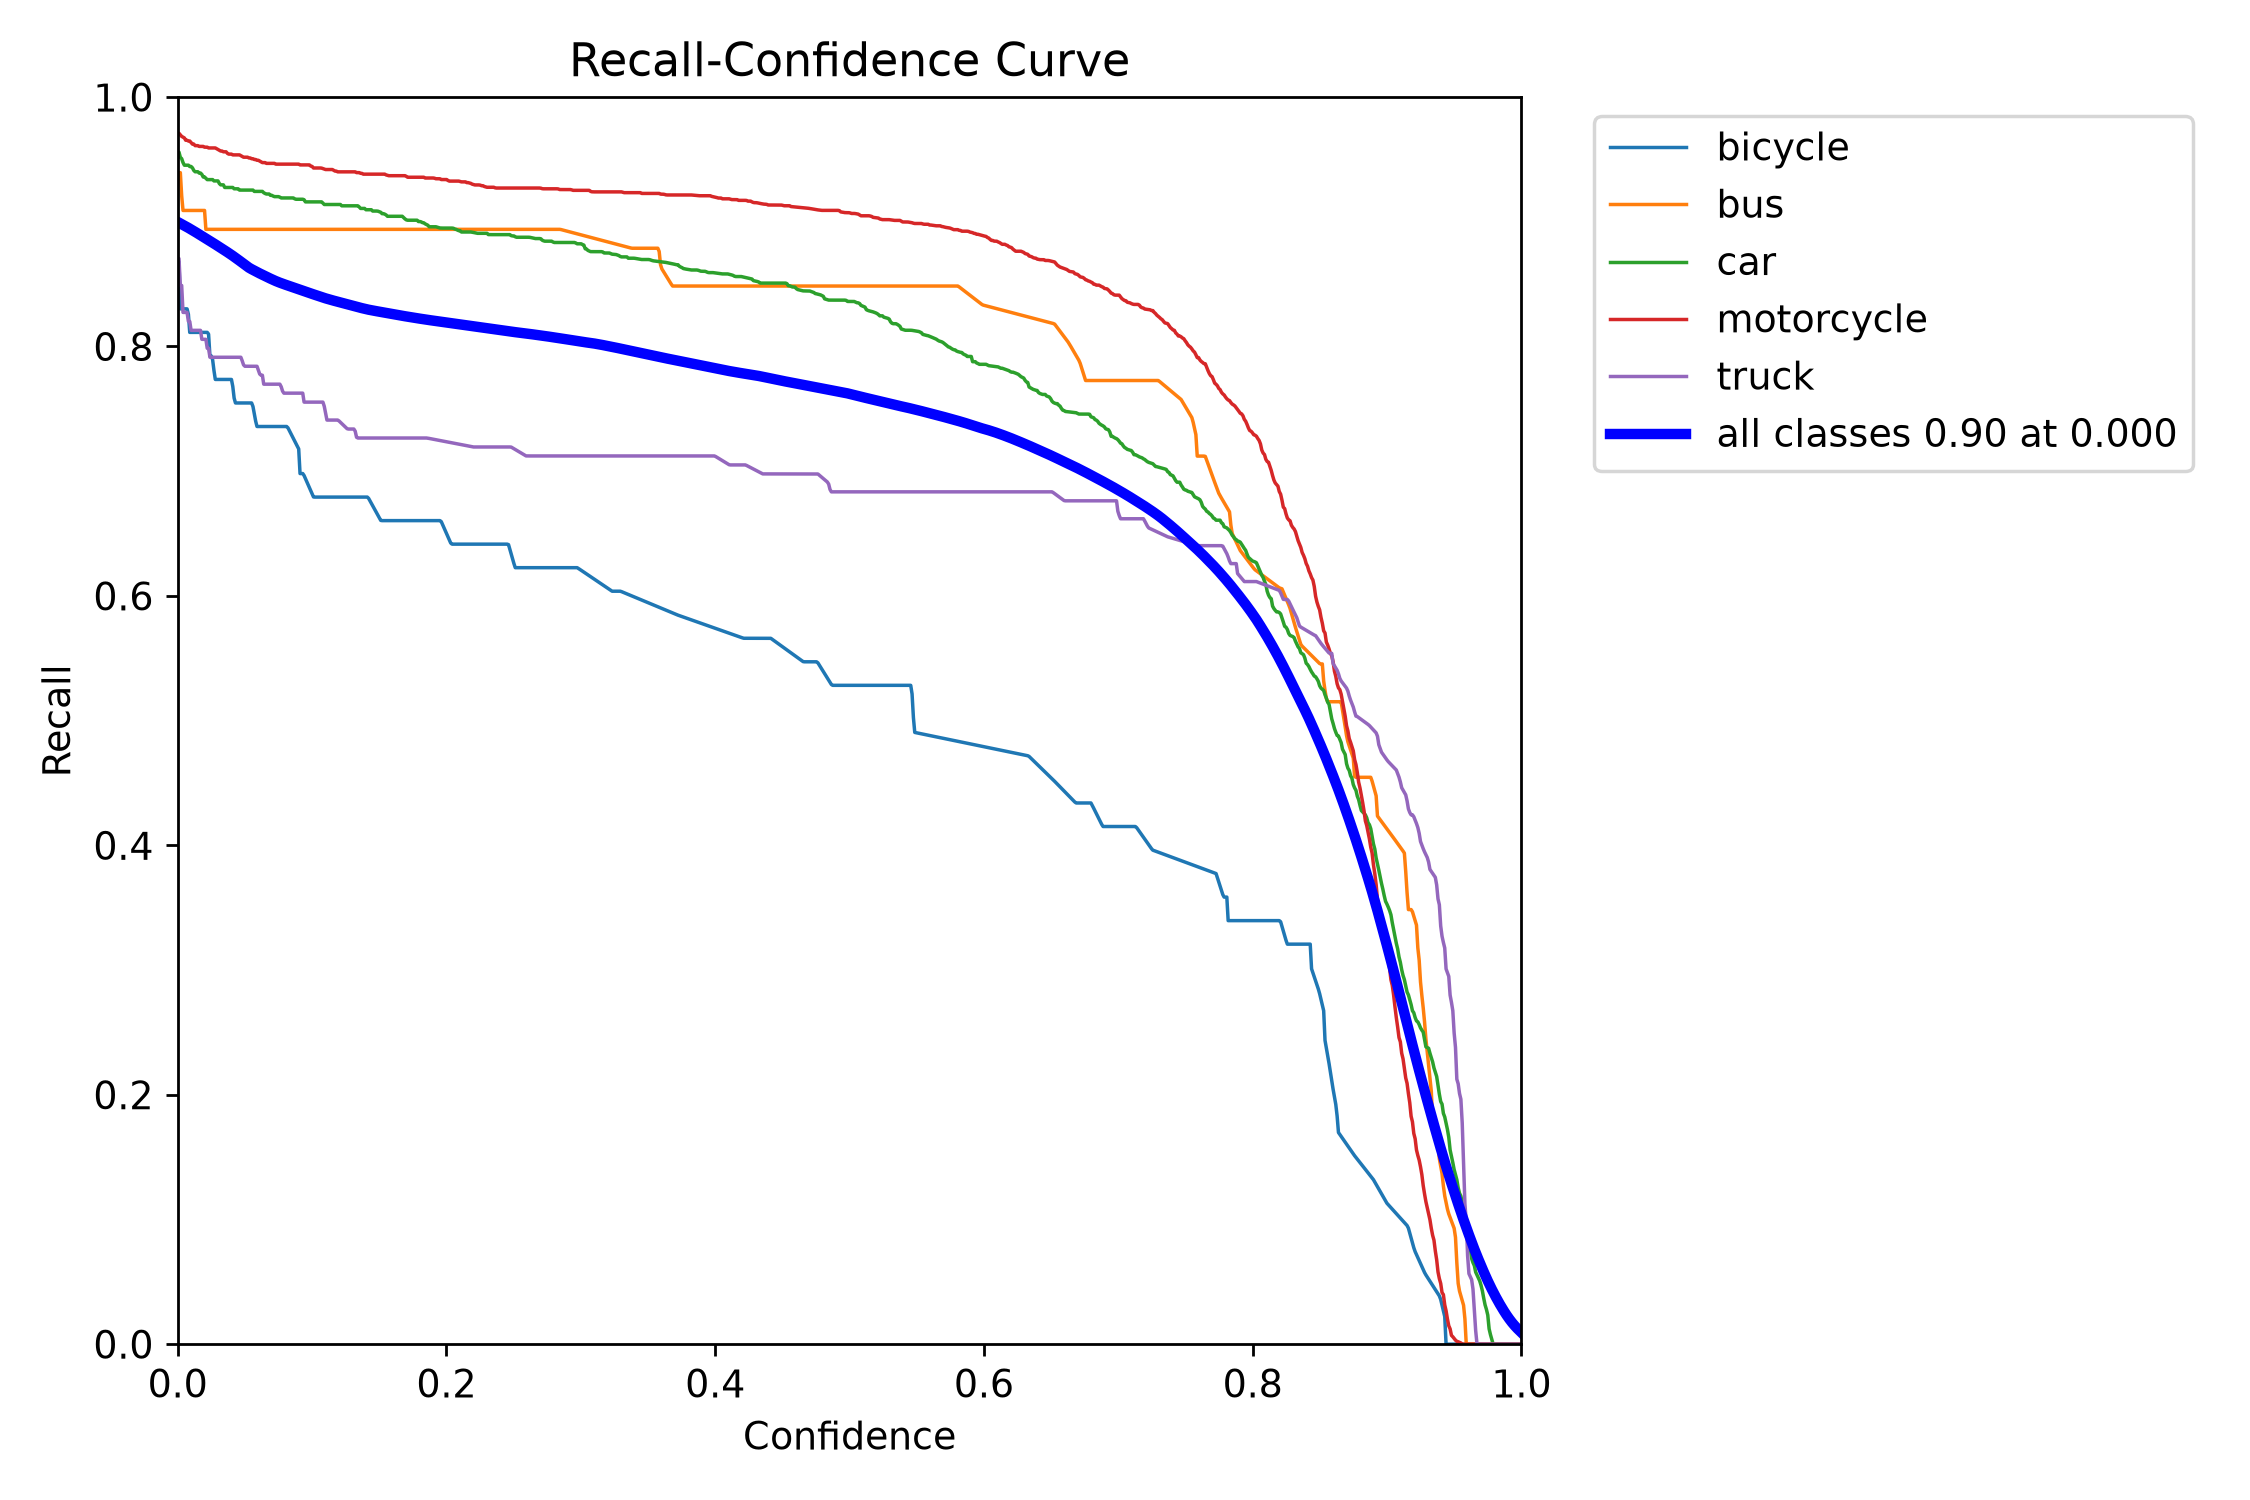 Recall-Confidence Curve
1.0
0.8
0.6
0.4
0.2
0.0
Recall
0.0 0.2 0.4 0.6 0.8 1.0
Confidence
bicycle
bus
car
motorcycle
truck
all classes 0.90 at 0.000